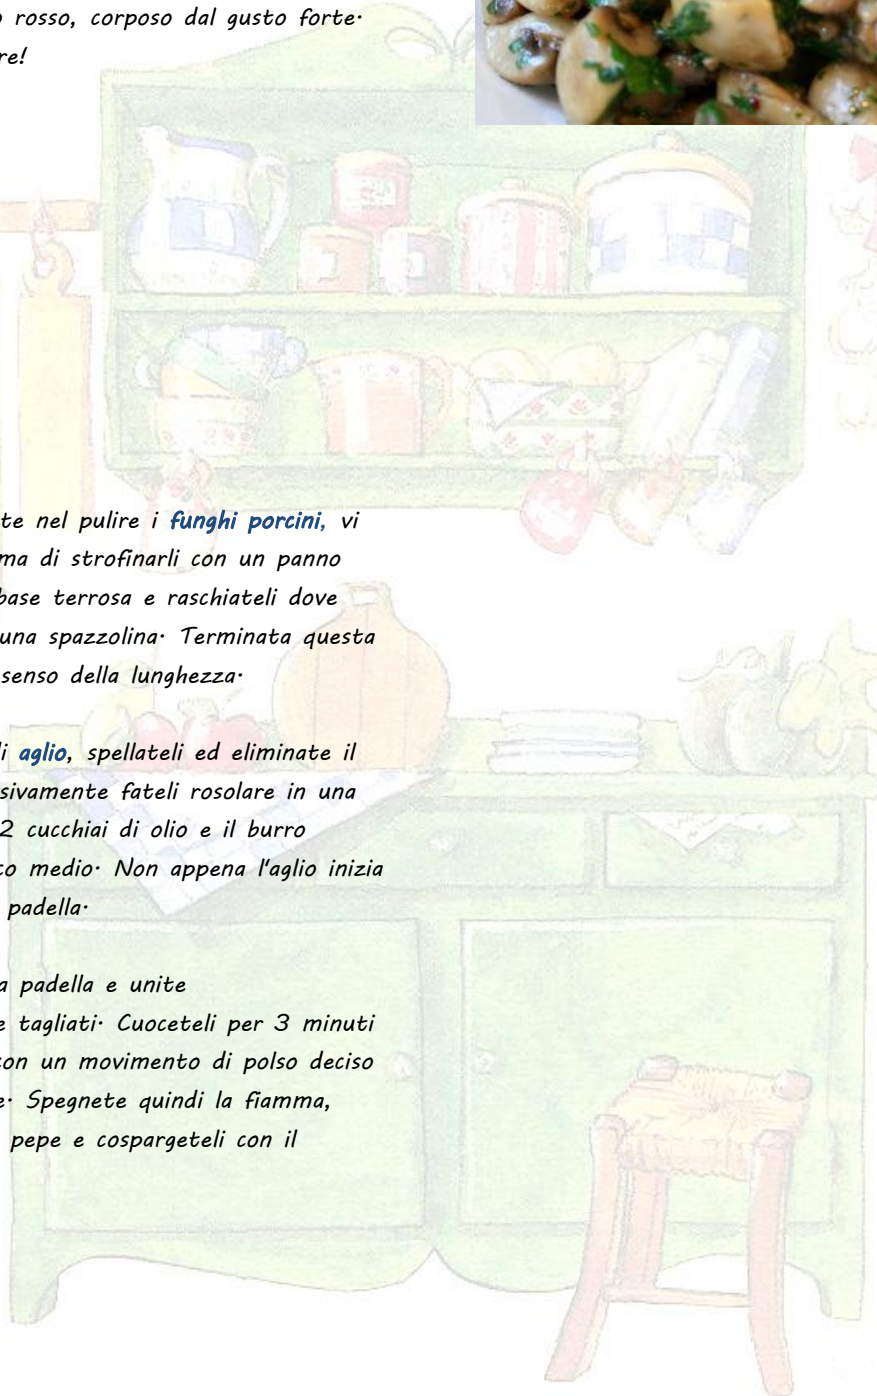 rosso, corposo dal gusto forte.
re!
te nel pulire i funghi porcini, vi
ma di strofinarli con un panno
base terrosa e raschiateli dove
una spazzolina. Terminata questa
senso della lunghezza.
li aglio, spellateli ed eliminate il
sivamente fateli rosolare in una
2 cucchiai di olio e il burro
co medio. Non appena l'aglio inizia
padella.
a padella e unite
e tagliati. Cuoceteli per 3 minuti
con un movimento di polso deciso
e. Spegnete quindi la fiamma,
pepe e cospargeteli con il